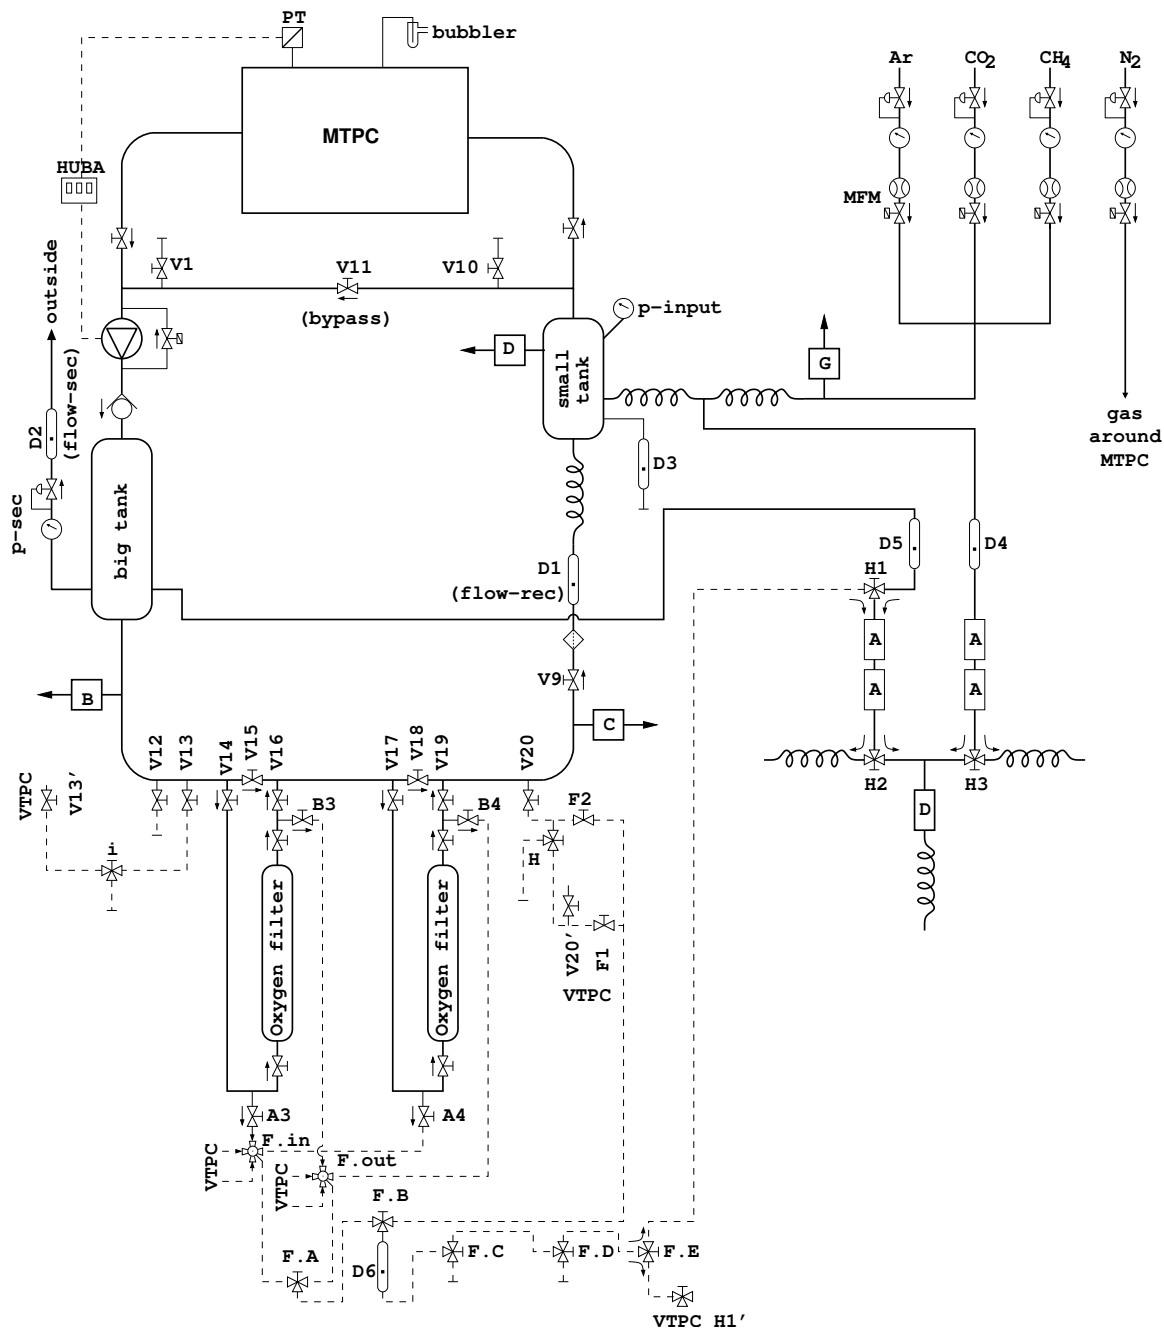 PT
bubbler
Ar
CO2
CH4
N2
MTPC
HUBA
MFM
V1
V11
V10
(bypass)
outside
p-input
D
small
tank
G
D2
(flow-sec)
gas
around
MTPC
p-sec
big tank
D3
D1
(flow-rec)
D5
D4
H1
A
A
A
A
V9
B
C
V12
V13
V14
V15
V16
V17
V18
V19
V20
H2
H3
VTPC
V13'
B3
B4
F2
D
i
H
Oxygen filter
Oxygen filter
V20'
F1
VTPC
A3
A4
F.in
VTPC
F.out
VTPC
F.B
F.A
D6
F.C
F.D
F.E
VTPC H1'